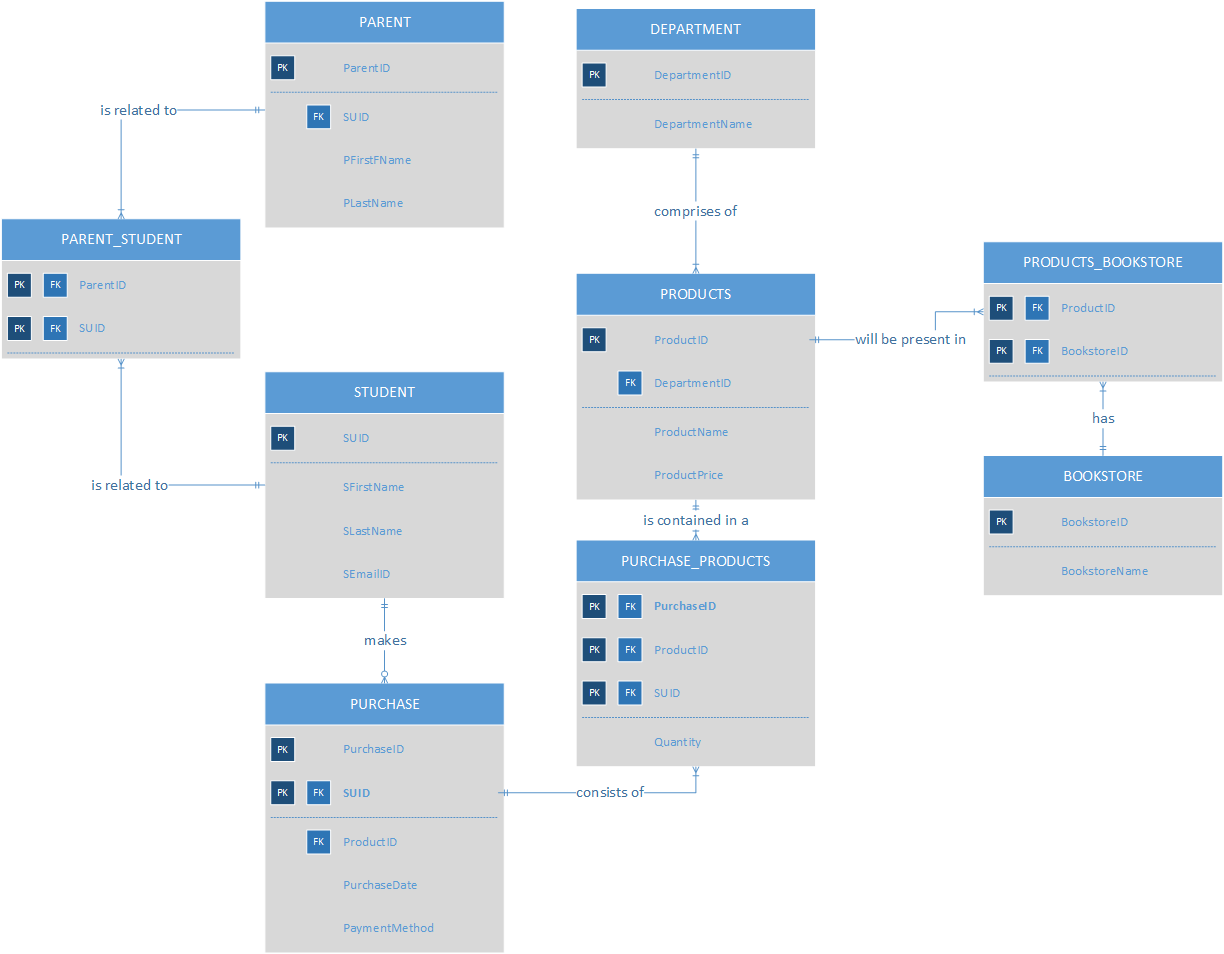 PARENT
PK ParentID
FK SUID
PFirstFName
PLastName
is related to
PARENT_STUDENT
PK FK ParentID
PK FK SUID
is related to
STUDENT
PK SUID
SFirstName
SLastName
SEmailID
makes
PURCHASE
PK PurchaseID
PK FK SUID
FK ProductID
PurchaseDate
PaymentMethod
consists of
DEPARTMENT
PK DepartmentID
DepartmentName
comprises of
PRODUCTS
PK ProductID
FK DepartmentID
ProductName
ProductPrice
is contained in a
PURCHASE_PRODUCTS
PK FK PurchaseID
PK FK ProductID
PK FK SUID
Quantity
will be present in
PRODUCTS_BOOKSTORE
PK FK ProductID
PK FK BookstoreID
has
BOOKSTORE
PK BookstoreID
BookstoreName